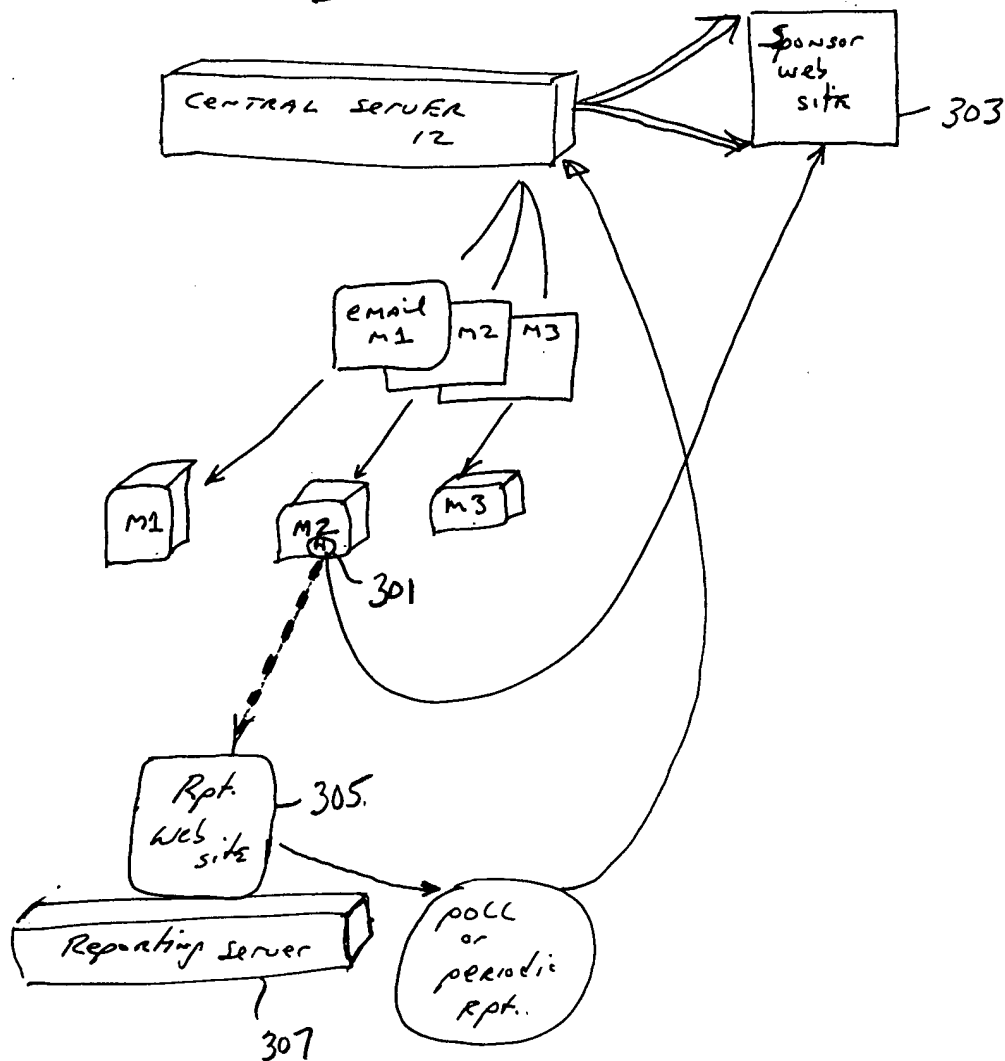 CENTRAL SERVER
12
Sponsor
web
site
303
email
M1
M2
M3
M1
M2
M3
301
Rpt.
web
site
305.
Reporting Server
307
poll
or
periodic
Rpt..